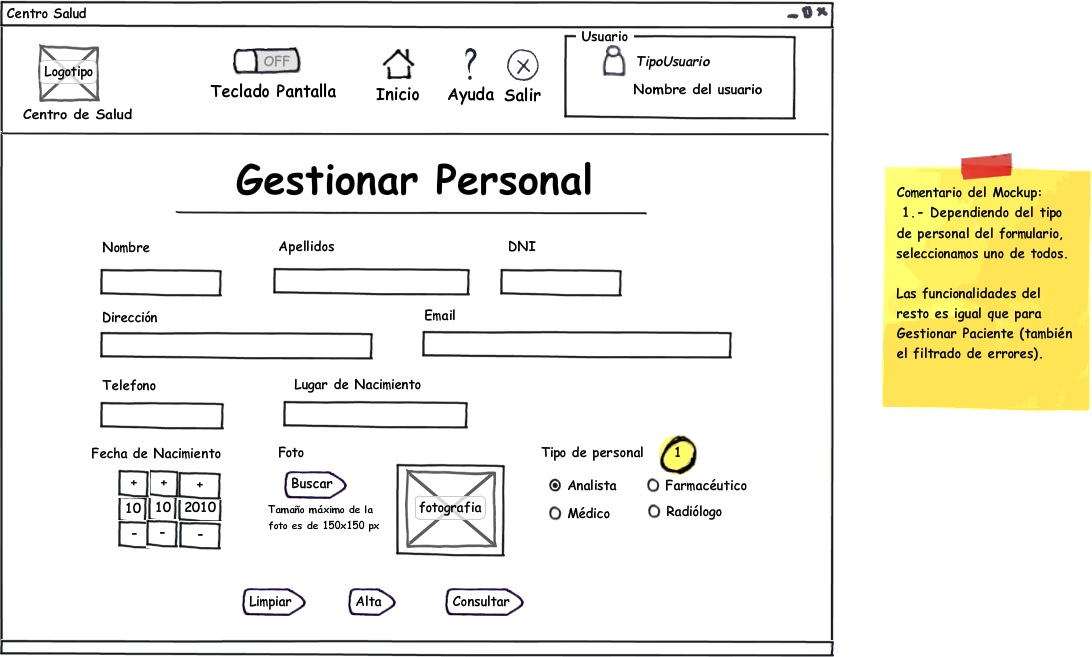 Centro Salud
Logotipo
Centro de Salud
OFF
Teclado Pantalla
Inicio
?
Ayuda
Salir
Usuario
TipoUsuario
Nombre del usuario
Gestionar Personal
Nombre
Apellidos
DNI
Dirección
Email
Telefono
Lugar de Nacimiento
Fecha de Nacimiento
+ + +
10 10 2010
- - -
Foto
Buscar
Tamaño máximo de la
foto es de 150x150 px
fotografia
Tipo de personal
1
Analista
Farmacéutico
Médico
Radiólogo
Limpiar
Alta
Consultar
Comentario del Mockup:
1.- Dependiendo del tipo
de personal del formulario,
seleccionamos uno de todos.
Las funcionalidades del
resto es igual que para
Gestionar Paciente (también
el filtrado de errores).